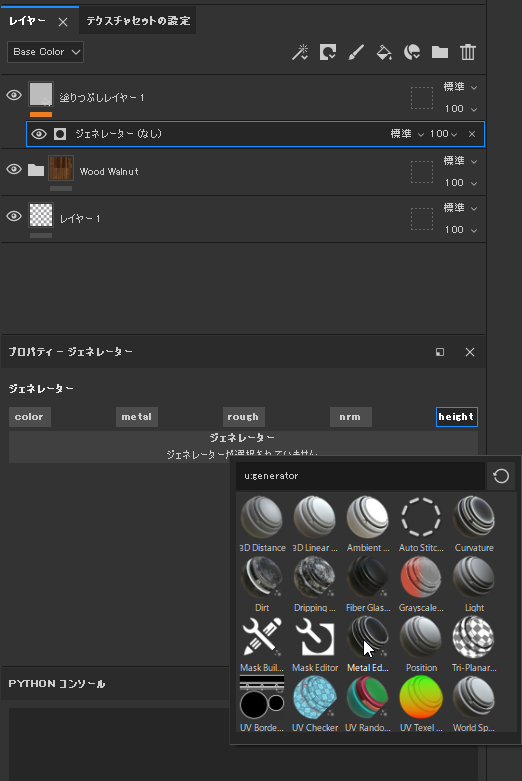 レイヤー
テクスチャセットの設定
Base Color
塗りつぶしレイヤー 1
標準
100
ジェネレーター (なし)
標準
100
Wood Walnut
標準
100
レイヤー 1
標準
100
プロパティー – ジェネレーター
ジェネレーター
color
metal
rough
nrm
height
ジェネレーター
ジェネレーターが選択されていません
u:generator
3D Distance
3D Linear ...
Ambient ...
Auto Stitc...
Curvature
Dirt
Dripping ...
Fiber Glas...
Grayscale...
Light
Mask Buil...
Mask Editor
Metal Ed...
Position
Tri-Planar...
UV Borde...
UV Checker
UV Rando...
UV Texel ...
World Sp...
PYTHON コンソール